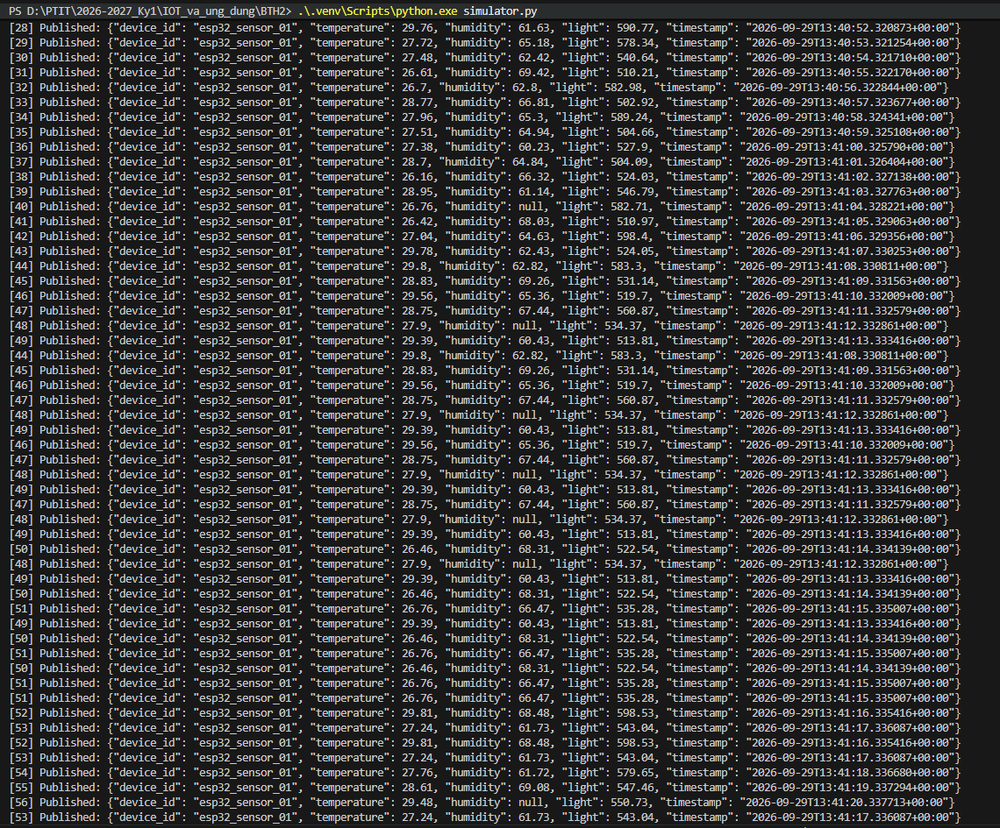 PS D:\PTIT\2026-2027_Ky1\IOT_va_ung_dung\BTH2> .\.venv\Scripts\python.exe simulator.py
[28] Published: {"device_id": "esp32_sensor_01", "temperature": 29.76, "humidity": 61.63, "light": 590.77, "timestamp": "2026-09-29T13:40:52.320873+00:00"}
[29] Published: {"device_id": "esp32_sensor_01", "temperature": 27.72, "humidity": 65.18, "light": 578.34, "timestamp": "2026-09-29T13:40:53.321254+00:00"}
[30] Published: {"device_id": "esp32_sensor_01", "temperature": 27.48, "humidity": 62.42, "light": 540.64, "timestamp": "2026-09-29T13:40:54.321710+00:00"}
[31] Published: {"device_id": "esp32_sensor_01", "temperature": 26.61, "humidity": 69.42, "light": 510.21, "timestamp": "2026-09-29T13:40:55.322170+00:00"}
[32] Published: {"device_id": "esp32_sensor_01", "temperature": 26.7, "humidity": 62.8, "light": 582.98, "timestamp": "2026-09-29T13:40:56.322844+00:00"}
[33] Published: {"device_id": "esp32_sensor_01", "temperature": 28.77, "humidity": 66.81, "light": 502.92, "timestamp": "2026-09-29T13:40:57.323677+00:00"}
[34] Published: {"device_id": "esp32_sensor_01", "temperature": 27.96, "humidity": 65.3, "light": 589.24, "timestamp": "2026-09-29T13:40:58.324341+00:00"}
[35] Published: {"device_id": "esp32_sensor_01", "temperature": 27.51, "humidity": 64.94, "light": 504.66, "timestamp": "2026-09-29T13:40:59.325108+00:00"}
[36] Published: {"device_id": "esp32_sensor_01", "temperature": 27.38, "humidity": 60.23, "light": 527.9, "timestamp": "2026-09-29T13:41:00.325790+00:00"}
[37] Published: {"device_id": "esp32_sensor_01", "temperature": 28.7, "humidity": 64.84, "light": 504.09, "timestamp": "2026-09-29T13:41:01.326404+00:00"}
[38] Published: {"device_id": "esp32_sensor_01", "temperature": 26.16, "humidity": 66.32, "light": 524.03, "timestamp": "2026-09-29T13:41:02.327138+00:00"}
[39] Published: {"device_id": "esp32_sensor_01", "temperature": 28.95, "humidity": 61.14, "light": 546.79, "timestamp": "2026-09-29T13:41:03.327763+00:00"}
[40] Published: {"device_id": "esp32_sensor_01", "temperature": 26.76, "humidity": null, "light": 582.71, "timestamp": "2026-09-29T13:41:04.328221+00:00"}
[41] Published: {"device_id": "esp32_sensor_01", "temperature": 26.42, "humidity": 68.03, "light": 510.97, "timestamp": "2026-09-29T13:41:05.329063+00:00"}
[42] Published: {"device_id": "esp32_sensor_01", "temperature": 27.04, "humidity": 64.63, "light": 598.4, "timestamp": "2026-09-29T13:41:06.329356+00:00"}
[43] Published: {"device_id": "esp32_sensor_01", "temperature": 29.78, "humidity": 62.43, "light": 524.05, "timestamp": "2026-09-29T13:41:07.330253+00:00"}
[44] Published: {"device_id": "esp32_sensor_01", "temperature": 29.8, "humidity": 62.82, "light": 583.3, "timestamp": "2026-09-29T13:41:08.330811+00:00"}
[45] Published: {"device_id": "esp32_sensor_01", "temperature": 28.83, "humidity": 69.26, "light": 531.14, "timestamp": "2026-09-29T13:41:09.331563+00:00"}
[46] Published: {"device_id": "esp32_sensor_01", "temperature": 29.56, "humidity": 65.36, "light": 519.7, "timestamp": "2026-09-29T13:41:10.332009+00:00"}
[47] Published: {"device_id": "esp32_sensor_01", "temperature": 28.75, "humidity": 67.44, "light": 560.87, "timestamp": "2026-09-29T13:41:11.332579+00:00"}
[48] Published: {"device_id": "esp32_sensor_01", "temperature": 27.9, "humidity": null, "light": 534.37, "timestamp": "2026-09-29T13:41:12.332861+00:00"}
[49] Published: {"device_id": "esp32_sensor_01", "temperature": 29.39, "humidity": 60.43, "light": 513.81, "timestamp": "2026-09-29T13:41:13.333416+00:00"}
[44] Published: {"device_id": "esp32_sensor_01", "temperature": 29.8, "humidity": 62.82, "light": 583.3, "timestamp": "2026-09-29T13:41:08.330811+00:00"}
[45] Published: {"device_id": "esp32_sensor_01", "temperature": 28.83, "humidity": 69.26, "light": 531.14, "timestamp": "2026-09-29T13:41:09.331563+00:00"}
[46] Published: {"device_id": "esp32_sensor_01", "temperature": 29.56, "humidity": 65.36, "light": 519.7, "timestamp": "2026-09-29T13:41:10.332009+00:00"}
[47] Published: {"device_id": "esp32_sensor_01", "temperature": 28.75, "humidity": 67.44, "light": 560.87, "timestamp": "2026-09-29T13:41:11.332579+00:00"}
[48] Published: {"device_id": "esp32_sensor_01", "temperature": 27.9, "humidity": null, "light": 534.37, "timestamp": "2026-09-29T13:41:12.332861+00:00"}
[49] Published: {"device_id": "esp32_sensor_01", "temperature": 29.39, "humidity": 60.43, "light": 513.81, "timestamp": "2026-09-29T13:41:13.333416+00:00"}
[46] Published: {"device_id": "esp32_sensor_01", "temperature": 29.56, "humidity": 65.36, "light": 519.7, "timestamp": "2026-09-29T13:41:10.332009+00:00"}
[47] Published: {"device_id": "esp32_sensor_01", "temperature": 28.75, "humidity": 67.44, "light": 560.87, "timestamp": "2026-09-29T13:41:11.332579+00:00"}
[48] Published: {"device_id": "esp32_sensor_01", "temperature": 27.9, "humidity": null, "light": 534.37, "timestamp": "2026-09-29T13:41:12.332861+00:00"}
[49] Published: {"device_id": "esp32_sensor_01", "temperature": 29.39, "humidity": 60.43, "light": 513.81, "timestamp": "2026-09-29T13:41:13.333416+00:00"}
[47] Published: {"device_id": "esp32_sensor_01", "temperature": 28.75, "humidity": 67.44, "light": 560.87, "timestamp": "2026-09-29T13:41:11.332579+00:00"}
[48] Published: {"device_id": "esp32_sensor_01", "temperature": 27.9, "humidity": null, "light": 534.37, "timestamp": "2026-09-29T13:41:12.332861+00:00"}
[49] Published: {"device_id": "esp32_sensor_01", "temperature": 29.39, "humidity": 60.43, "light": 513.81, "timestamp": "2026-09-29T13:41:13.333416+00:00"}
[50] Published: {"device_id": "esp32_sensor_01", "temperature": 26.46, "humidity": 68.31, "light": 522.54, "timestamp": "2026-09-29T13:41:14.334139+00:00"}
[48] Published: {"device_id": "esp32_sensor_01", "temperature": 27.9, "humidity": null, "light": 534.37, "timestamp": "2026-09-29T13:41:12.332861+00:00"}
[49] Published: {"device_id": "esp32_sensor_01", "temperature": 29.39, "humidity": 60.43, "light": 513.81, "timestamp": "2026-09-29T13:41:13.333416+00:00"}
[50] Published: {"device_id": "esp32_sensor_01", "temperature": 26.46, "humidity": 68.31, "light": 522.54, "timestamp": "2026-09-29T13:41:14.334139+00:00"}
[51] Published: {"device_id": "esp32_sensor_01", "temperature": 26.76, "humidity": 66.47, "light": 535.28, "timestamp": "2026-09-29T13:41:15.335007+00:00"}
[49] Published: {"device_id": "esp32_sensor_01", "temperature": 29.39, "humidity": 60.43, "light": 513.81, "timestamp": "2026-09-29T13:41:13.333416+00:00"}
[50] Published: {"device_id": "esp32_sensor_01", "temperature": 26.46, "humidity": 68.31, "light": 522.54, "timestamp": "2026-09-29T13:41:14.334139+00:00"}
[51] Published: {"device_id": "esp32_sensor_01", "temperature": 26.76, "humidity": 66.47, "light": 535.28, "timestamp": "2026-09-29T13:41:15.335007+00:00"}
[50] Published: {"device_id": "esp32_sensor_01", "temperature": 26.46, "humidity": 68.31, "light": 522.54, "timestamp": "2026-09-29T13:41:14.334139+00:00"}
[51] Published: {"device_id": "esp32_sensor_01", "temperature": 26.76, "humidity": 66.47, "light": 535.28, "timestamp": "2026-09-29T13:41:15.335007+00:00"}
[51] Published: {"device_id": "esp32_sensor_01", "temperature": 26.76, "humidity": 66.47, "light": 535.28, "timestamp": "2026-09-29T13:41:15.335007+00:00"}
[52] Published: {"device_id": "esp32_sensor_01", "temperature": 29.81, "humidity": 68.48, "light": 598.53, "timestamp": "2026-09-29T13:41:16.335416+00:00"}
[53] Published: {"device_id": "esp32_sensor_01", "temperature": 27.24, "humidity": 61.73, "light": 543.04, "timestamp": "2026-09-29T13:41:17.336087+00:00"}
[52] Published: {"device_id": "esp32_sensor_01", "temperature": 29.81, "humidity": 68.48, "light": 598.53, "timestamp": "2026-09-29T13:41:16.335416+00:00"}
[53] Published: {"device_id": "esp32_sensor_01", "temperature": 27.24, "humidity": 61.73, "light": 543.04, "timestamp": "2026-09-29T13:41:17.336087+00:00"}
[54] Published: {"device_id": "esp32_sensor_01", "temperature": 27.76, "humidity": 61.72, "light": 579.65, "timestamp": "2026-09-29T13:41:18.336680+00:00"}
[55] Published: {"device_id": "esp32_sensor_01", "temperature": 28.61, "humidity": 69.08, "light": 547.46, "timestamp": "2026-09-29T13:41:19.337294+00:00"}
[56] Published: {"device_id": "esp32_sensor_01", "temperature": 29.48, "humidity": null, "light": 550.73, "timestamp": "2026-09-29T13:41:20.337713+00:00"}
[53] Published: {"device_id": "esp32_sensor_01", "temperature": 27.24, "humidity": 61.73, "light": 543.04, "timestamp": "2026-09-29T13:41:17.336087+00:00"}